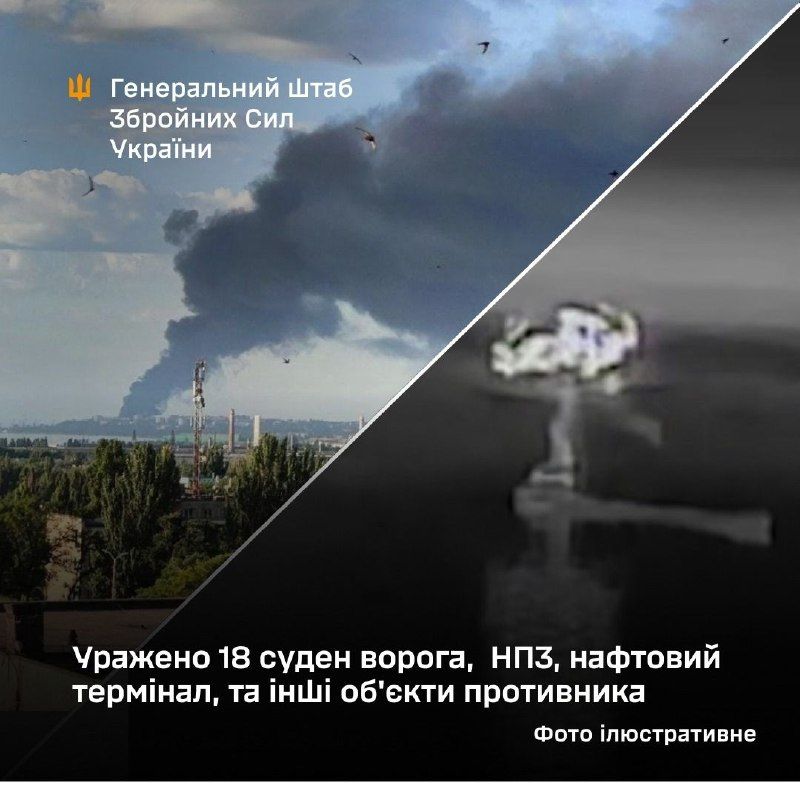 Генеральний штаб
Збройних Сил
України
Уражено 18 суден ворога, НПЗ, нафтовий
термінал, та інші об'єкти противника
Фото ілюстративне